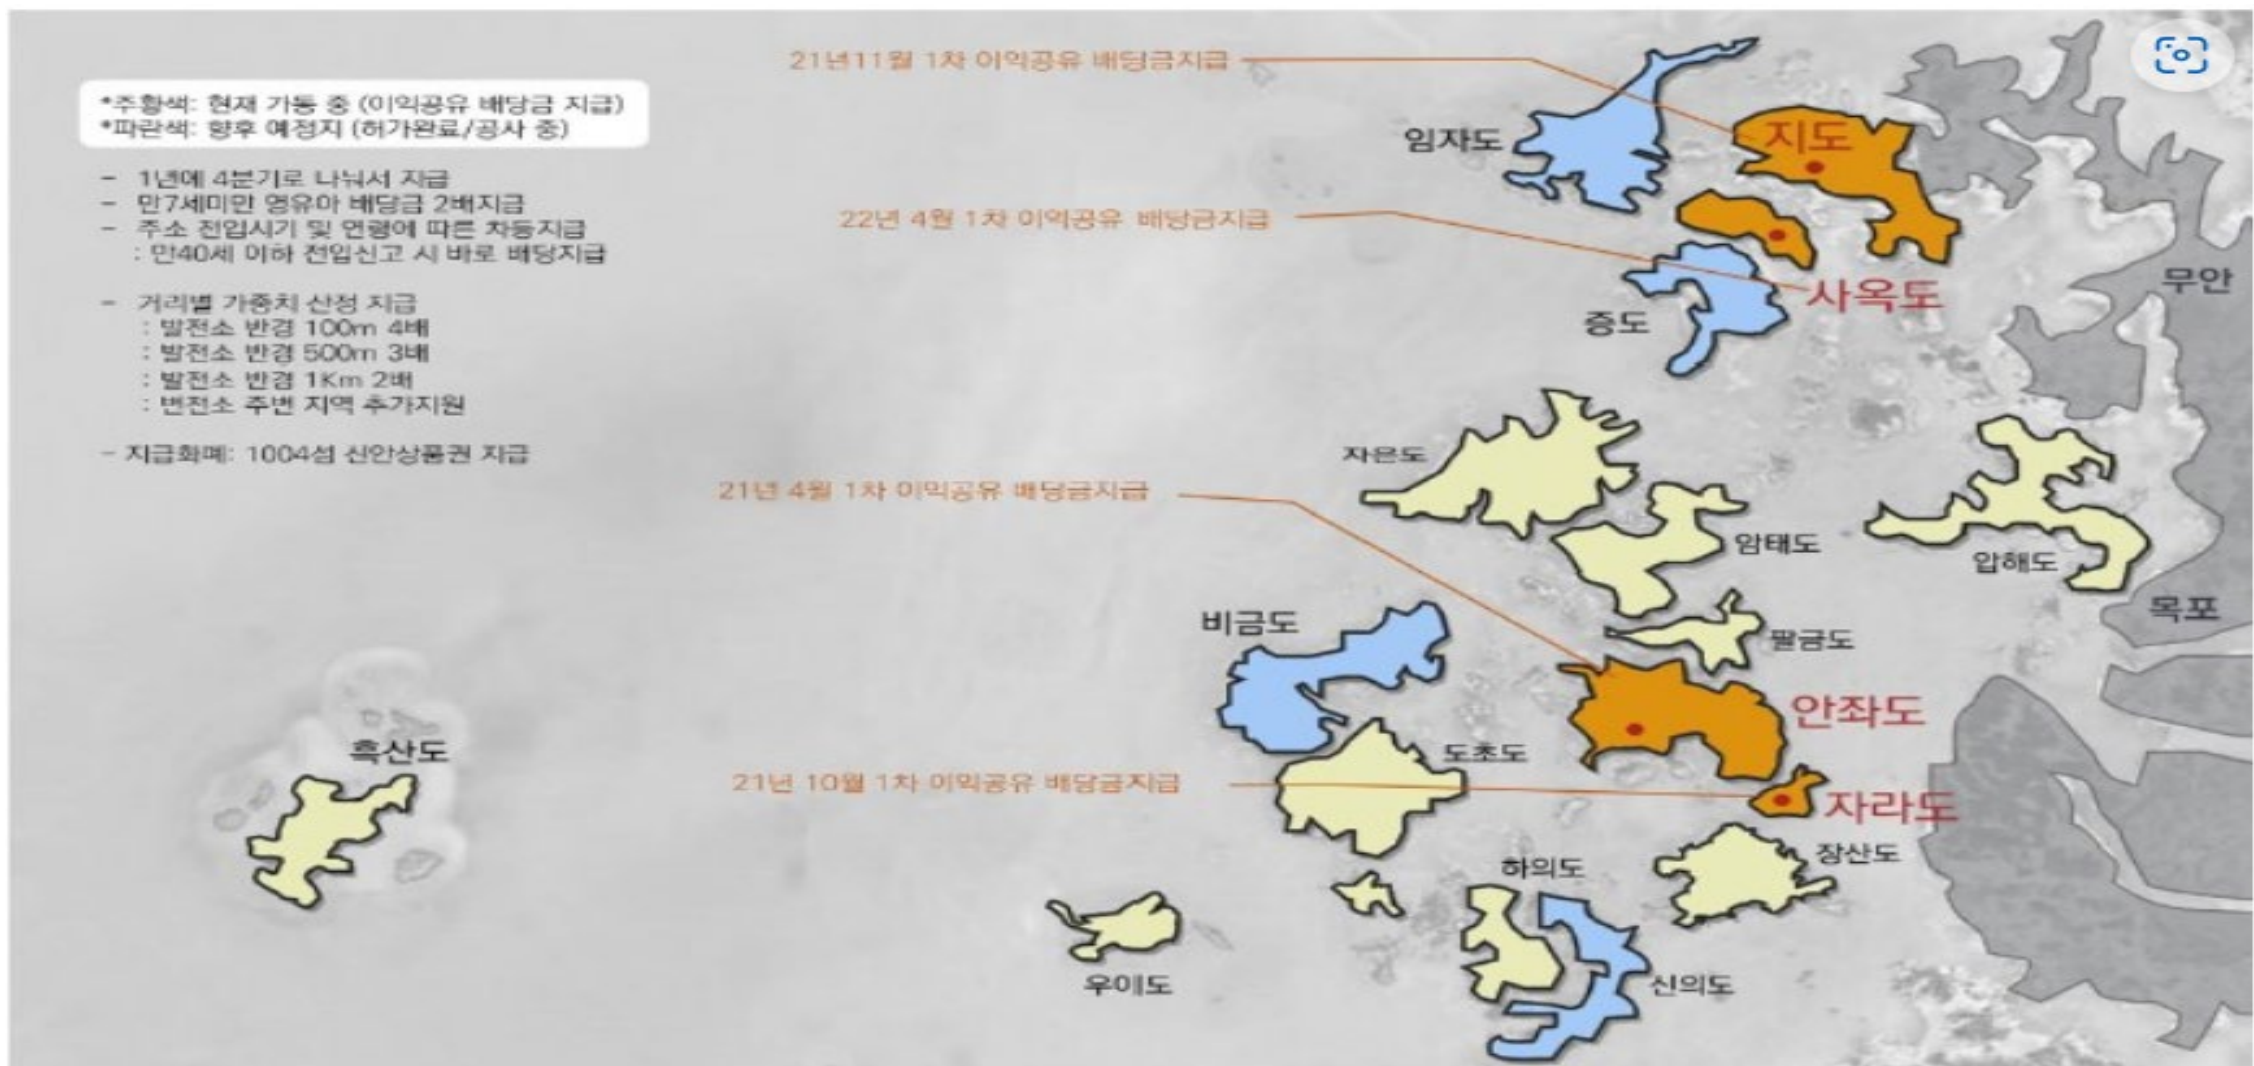 *주황색: 현재 가동 중 (이익공유 배당금 지급)
*파란색: 향후 예정지 (허가완료/공사 중)
- 1년에 4분기로 나눠서 지급
- 만7세미만 영유아 배당금 2배지급
- 주소 전입시기 및 연령에 따른 차등지급
: 만40세 이하 전입신고 시 바로 배당지급
- 거리별 가중치 산정 지급
: 발전소 반경 100m 4배
: 발전소 반경 500m 3배
: 발전소 반경 1Km 2배
: 변전소 주변 지역 추가지원
- 지급화폐: 1004섬 신안상품권 지급
21년11월 1차 이익공유 배당금지급
임자도
지도
22년 4월 1차 이익공유 배당금지급
사옥도
무안
증도
자은도
21년 4월 1차 이익공유 배당금지급
암태도
압해도
목포
비금도
팔금도
안좌도
흑산도
도초도
21년 10월 1차 이익공유 배당금지급
자라도
장산도
하의도
우이도
신의도